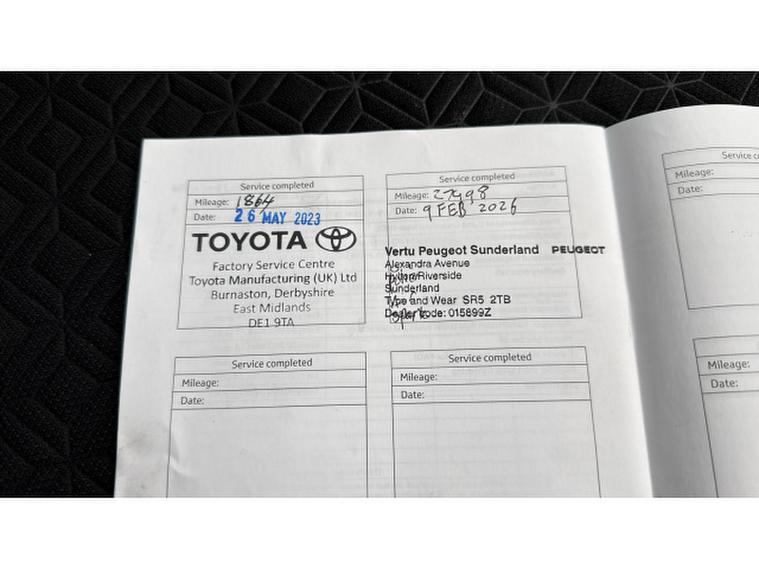 Service completed
Mileage: 1864
Date: 26 MAY 2023
TOYOTA
Factory Service Centre
Toyota Manufacturing (UK) Ltd
Burnaston, Derbyshire
East Midlands
DE1 9TA
Service completed
Mileage:
Date: 9 FEB 2026
Vertu Peugeot Sunderland PEUGEOT
Alexandra Avenue
Hylton Riverside
Sunderland
Tyne and Wear SR5 2TB
Dealer code: 015899Z
Service c
Mileage:
Date:
Service completed
Mileage:
Date:
Service completed
Mileage:
Date:
Mileage:
Date: